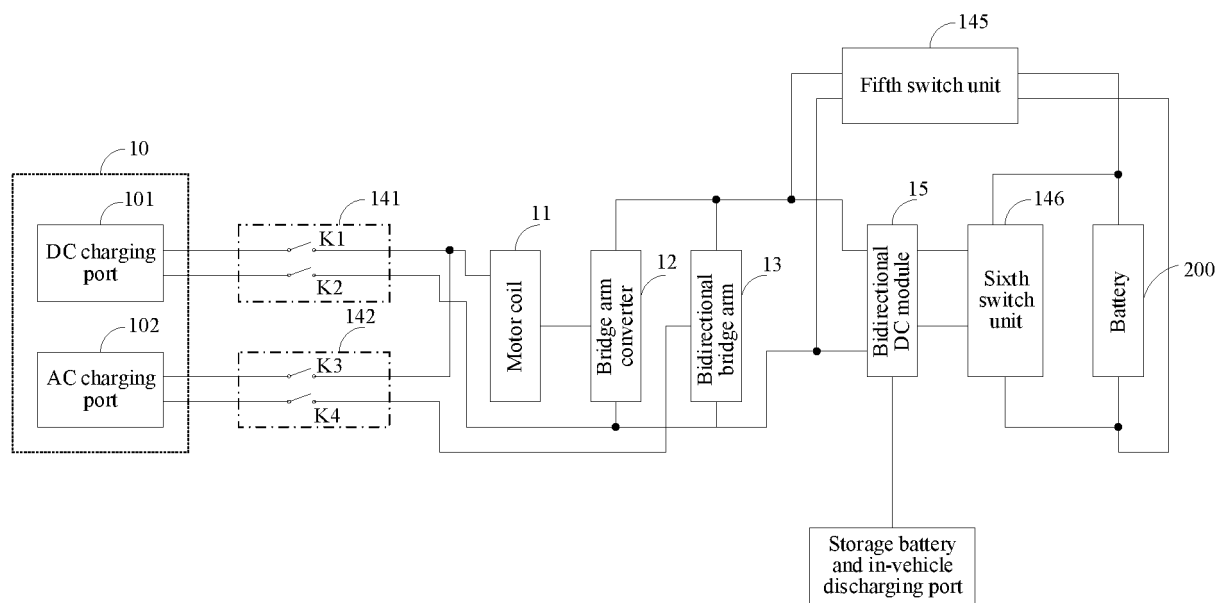 145
Fifth switch unit
10
101
DC charging
port
141
K1
K2
102
AC charging
port
142
K3
K4
11
Motor coil
12
Bridge arm
converter
13
Bidirectional
bridge arm
15
Bidirectional
DC module
146
Sixth
switch
unit
Battery
200
Storage battery
and in-vehicle
discharging port